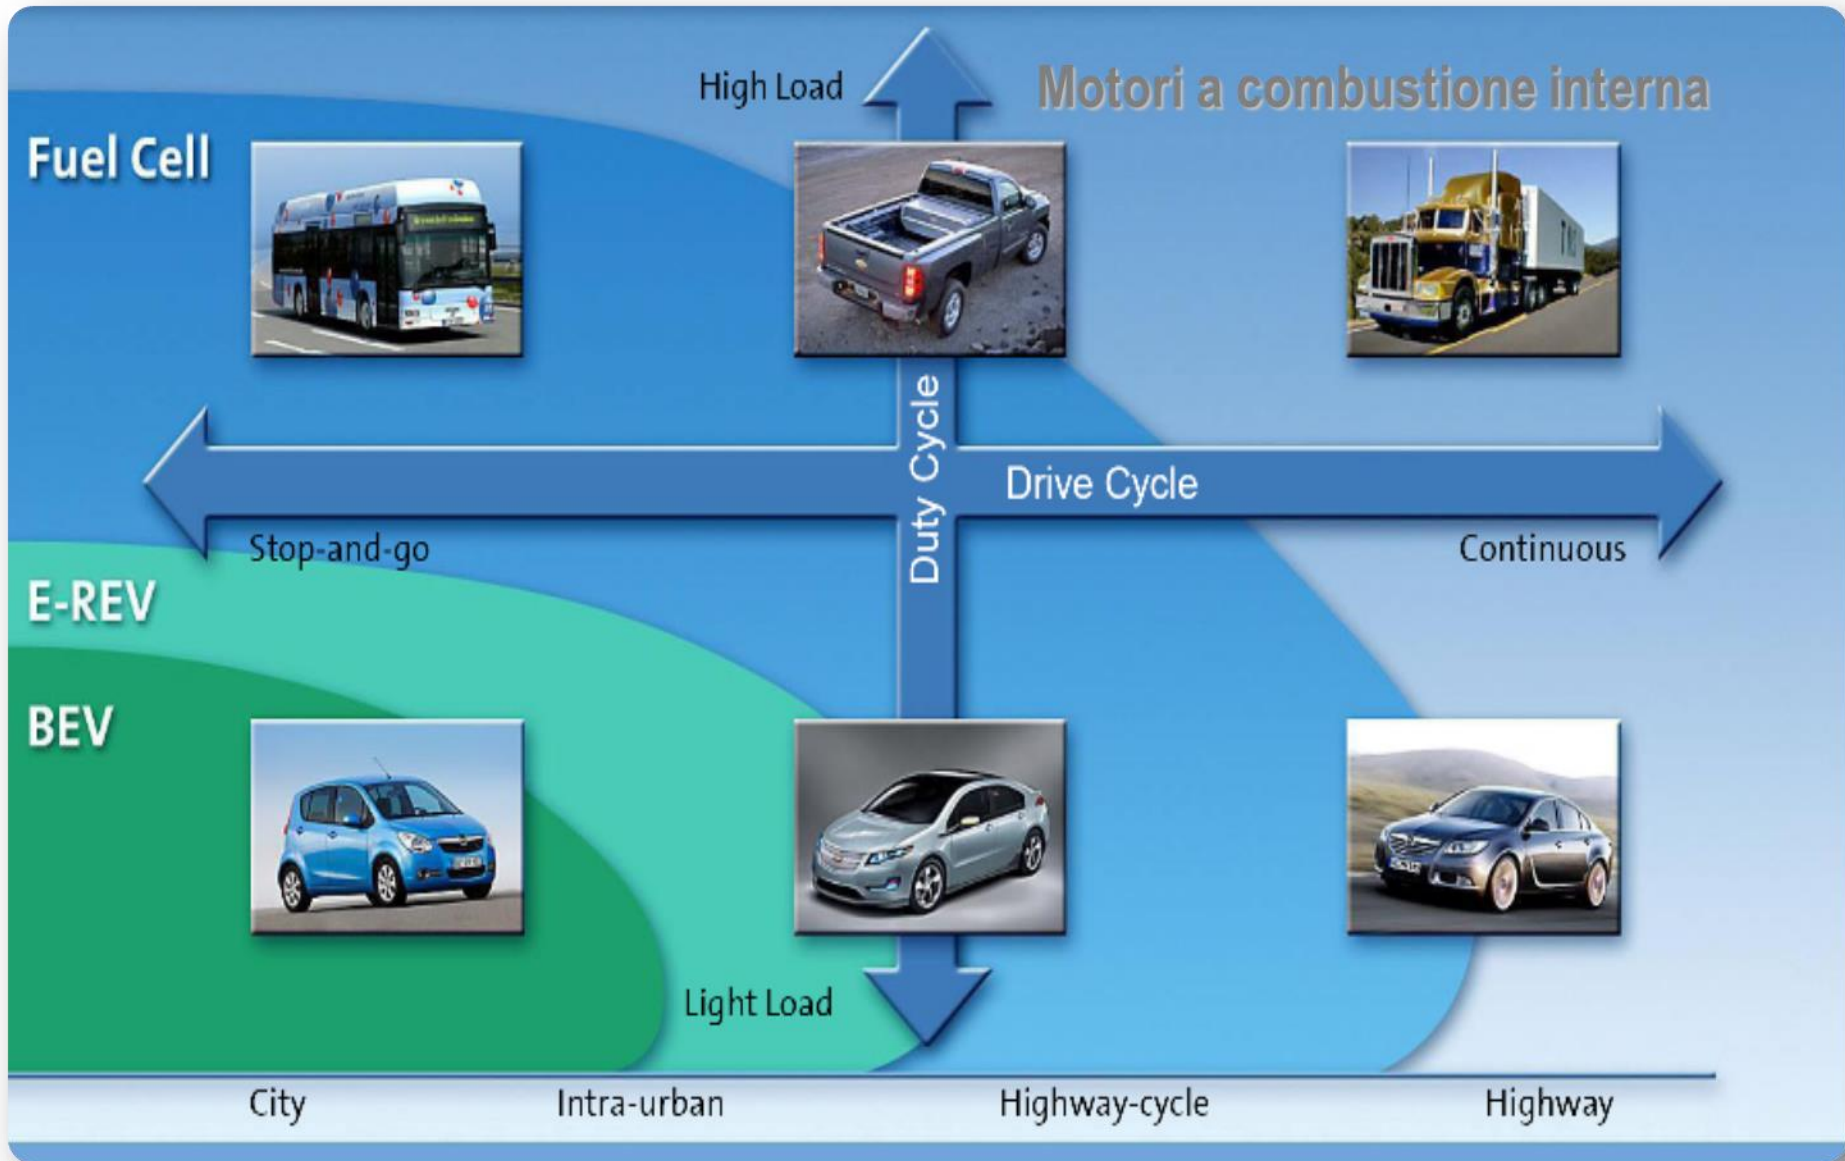 High Load
Motori a combustione interna
Fuel Cell
Duty Cycle
Drive Cycle
Stop-and-go
Continuous
E-REV
BEV
Light Load
City
Intra-urban
Highway-cycle
Highway